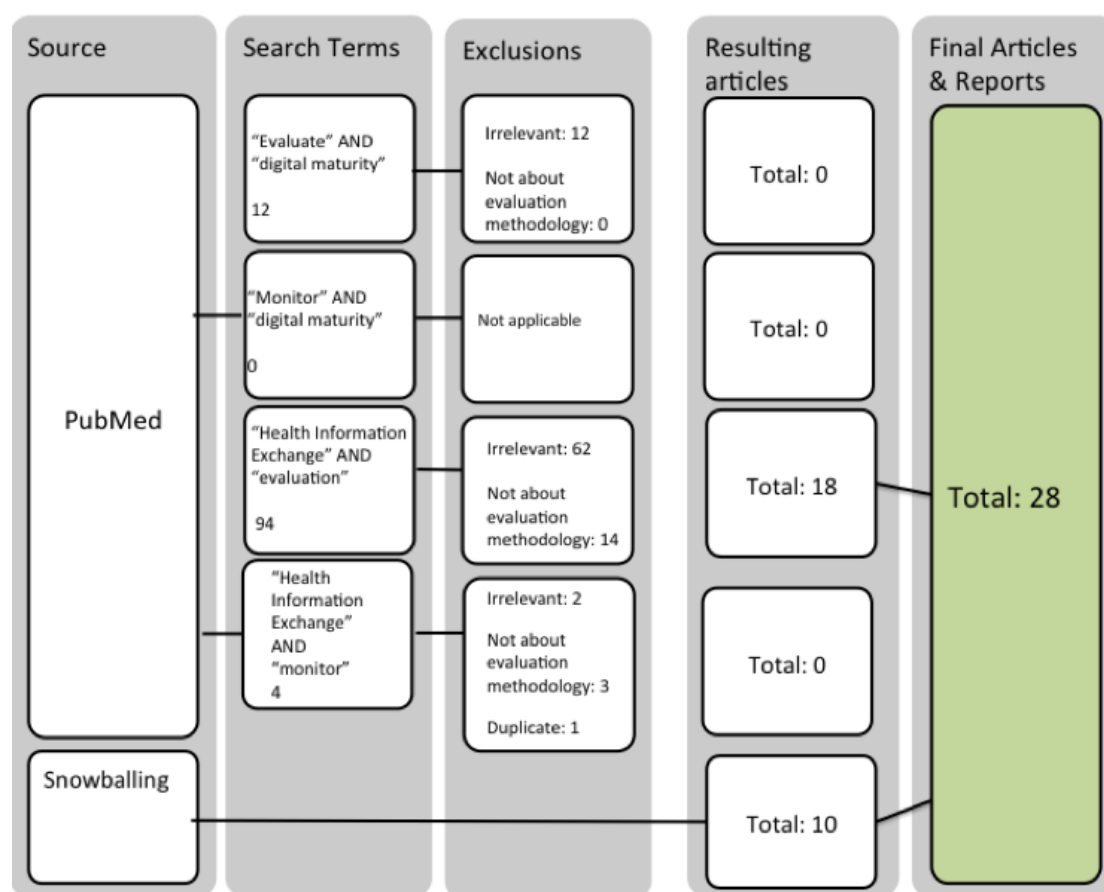 Source
Search Terms
Exclusions
Resulting
articles
Final Articles
& Reports
PubMed
“Evaluate” AND
“digital maturity”
12
Irrelevant: 12
Not about
evaluation
methodology: 0
Total: 0
“Monitor” AND
“digital maturity”
0
Not applicable
Total: 0
“Health Information
Exchange” AND
“evaluation”
94
Irrelevant: 62
Not about
evaluation
methodology: 14
Total: 18
“Health
Information
Exchange”
AND
“monitor”
4
Irrelevant: 2
Not about
evaluation
methodology: 3
Duplicate: 1
Total: 0
Snowballing
Total: 10
Total: 28